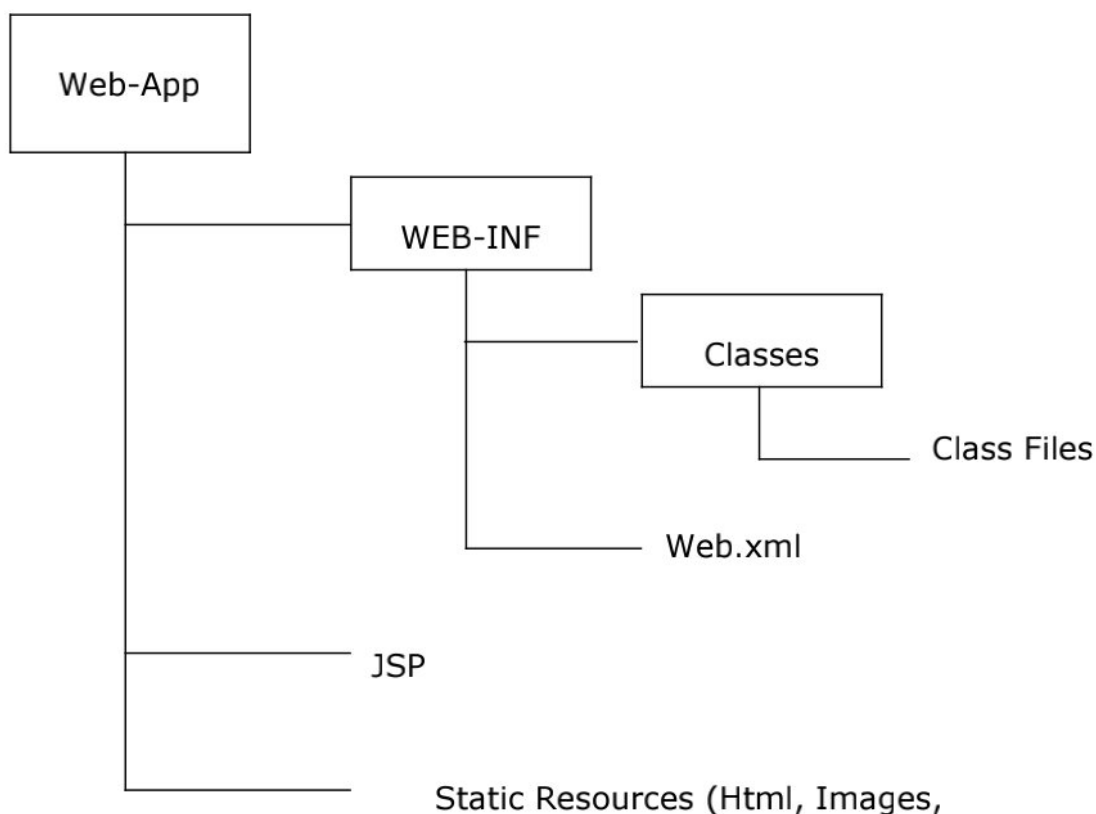 Web-App
WEB-INF
Classes
Class Files
Web.xml
JSP
Static Resources (Html, Images,